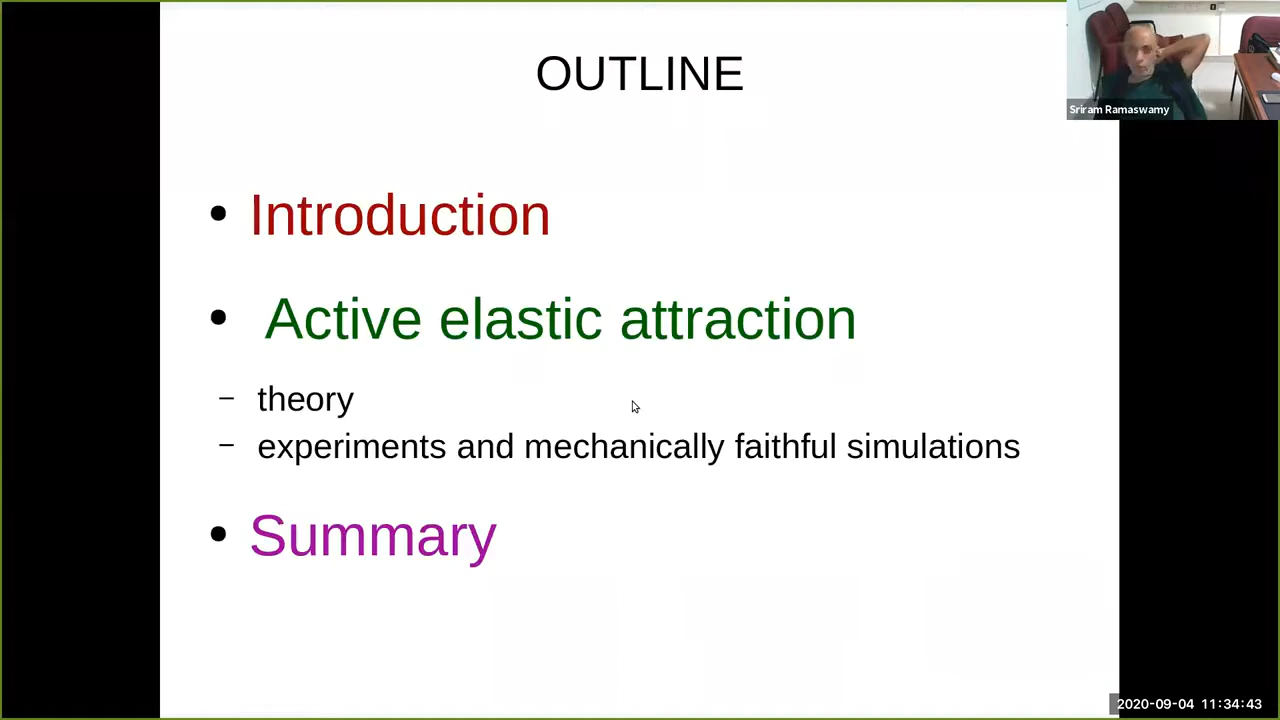 OUTLINE
Sriram Ramaswamy
• Introduction
• Active elastic attraction
– theory
– experiments and mechanically faithful simulations
• Summary
2020-09-04 11:34:43